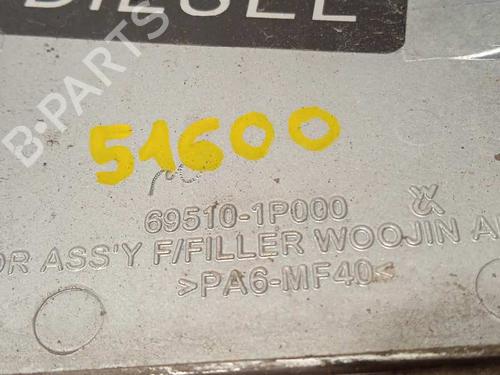 DIESEL
B-PARTS
51600
69510-1P000
OR ASS'Y F/FILLER WOOJIN A
>PA6-MF40<